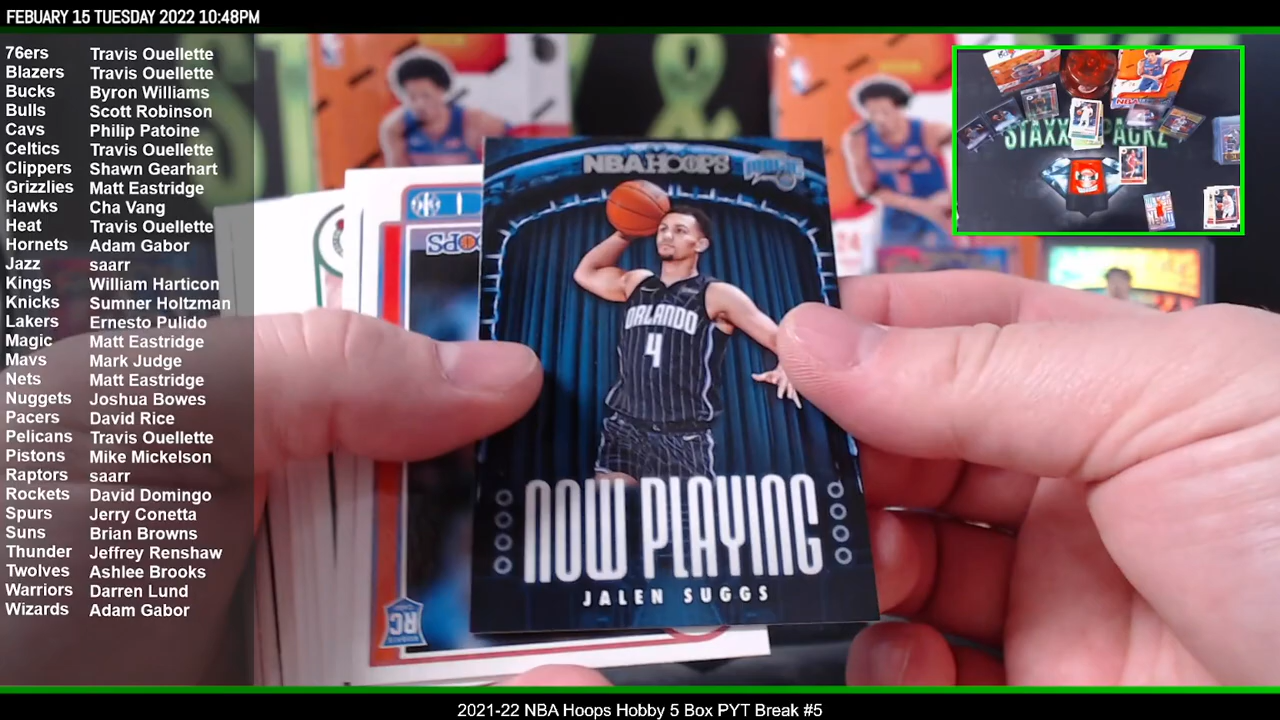 FEBUARY 15 TUESDAY 2022 10:48PM
76ers Travis Ouellette
Blazers Travis Ouellette
Bucks Byron Williams
Bulls Scott Robinson
Cavs Philip Patoine
Celtics Travis Ouellette
Clippers Shawn Gearhart
Grizzlies Matt Eastridge
Hawks Cha Vang
Heat Travis Ouellette
Hornets Adam Gabor
Jazz saarr
Kings William Harticon
Knicks Sumner Holtzman
Lakers Ernesto Pulido
Magic Matt Eastridge
Mavs Mark Judge
Nets Matt Eastridge
Nuggets Joshua Bowes
Pacers David Rice
Pelicans Travis Ouellette
Pistons Mike Mickelson
Raptors saarr
Rockets David Domingo
Spurs Jerry Conetta
Suns Brian Browns
Thunder Jeffrey Renshaw
Twolves Ashlee Brooks
Warriors Darren Lund
Wizards Adam Gabor
NBA HOOPS
ORLANDO
4
NOW PLAYING
JALEN SUGGS
RC
2021-22 NBA Hoops Hobby 5 Box PYT Break #5